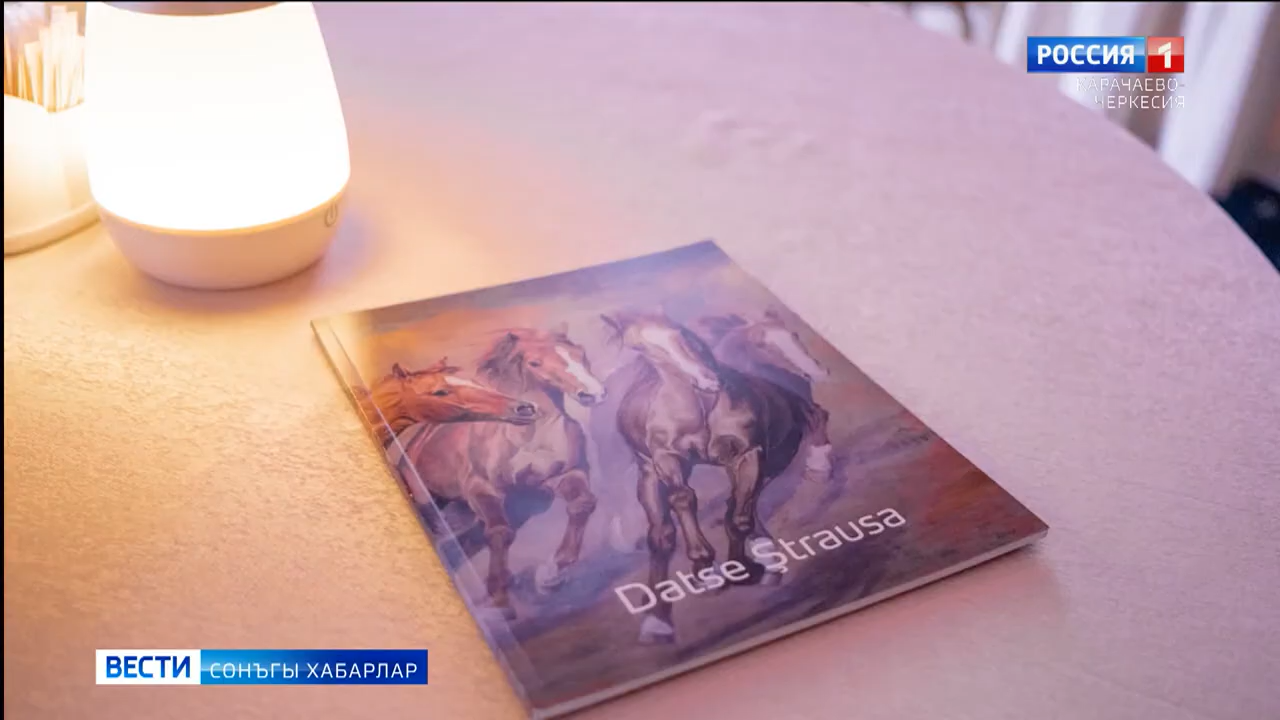 РОССИЯ 1
КАРАЧАЕВО-
ЧЕРКЕСИЯ
Datse Ştrausa
ВЕСТИ СОНЪГЫ ХАБАРЛАР